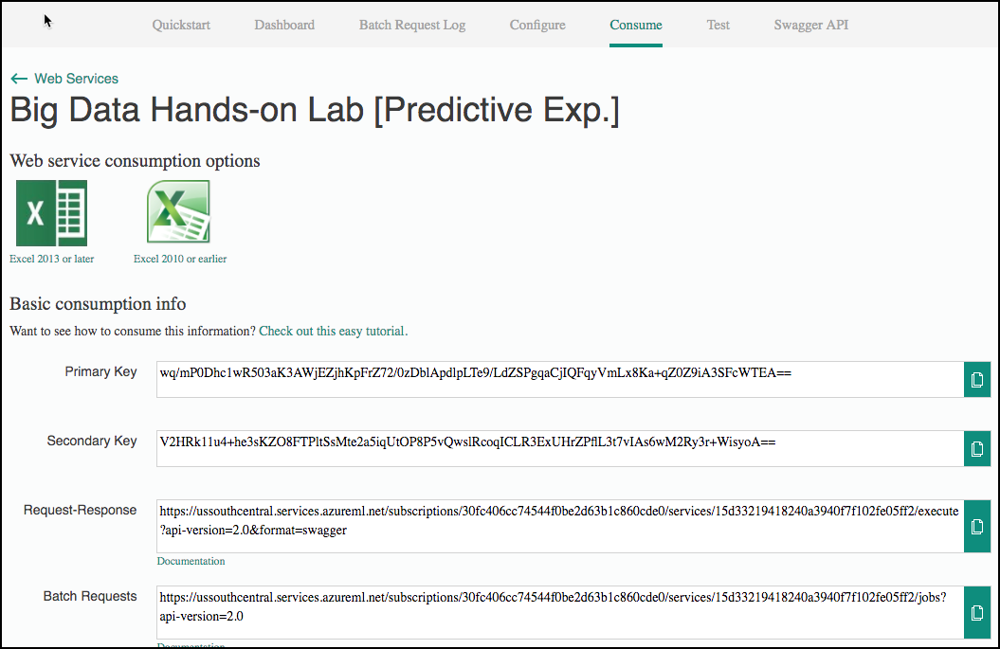 Quickstart Dashboard Batch Request Log Configure Consume Test Swagger API
← Web Services
Big Data Hands-on Lab [Predictive Exp.]
Web service consumption options
Excel 2013 or later Excel 2010 or earlier
Basic consumption info
Want to see how to consume this information? Check out this easy tutorial.
Primary Key wq/mP0Dhc1wR503aK3AWjEZjhKpFrZ72/0zDblApdlpLTe9/LdZSPgqaCjIQFqyVmLx8Ka+qZ0Z9iA3SFcWTEA==
Secondary Key V2HRk11u4+he3sKZO8FTPltSsMte2a5iqUtOP8P5vQwslRcoqICLR3ExUHrZPflL3t7vIAs6wM2Ry3r+WisyoA==
Request-Response https://ussouthcentral.services.azureml.net/subscriptions/30fc406cc74544f0be2d63b1c860cde0/services/15d33219418240a3940f7f102fe05ff2/execute
?api-version=2.0&format=swagger
Documentation
Batch Requests https://ussouthcentral.services.azureml.net/subscriptions/30fc406cc74544f0be2d63b1c860cde0/services/15d33219418240a3940f7f102fe05ff2/jobs?
api-version=2.0
Documentation